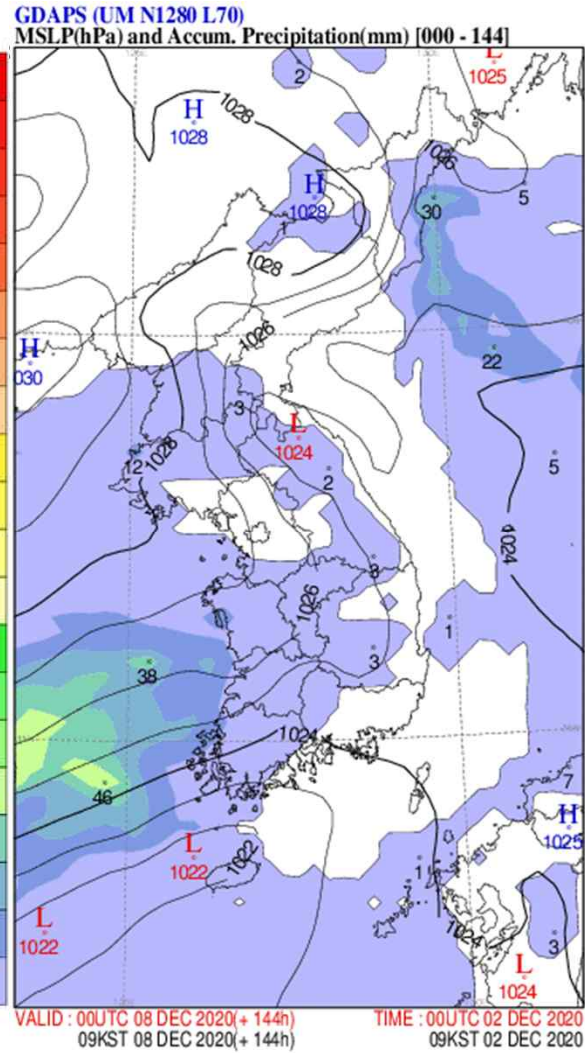 GDAPS (UM N1280 L70)
MSLP(hPa) and Accum. Precipitation(mm) [000 - 144]
2
L
1025
H
1028
1028
1026
H
1028
5
30
1
1028
1026
H
030
22
3
L
1024
12
1028
2
5
1024
3
1026
1
3
38
1024
46
7
H
1025
L
1022
1022
1
L
1022
1024
3
L
1024
VALID : 00UTC 08 DEC 2020(+ 144h) TIME : 00UTC 02 DEC 2020
09KST 08 DEC 2020(+ 144h) 09KST 02 DEC 2020